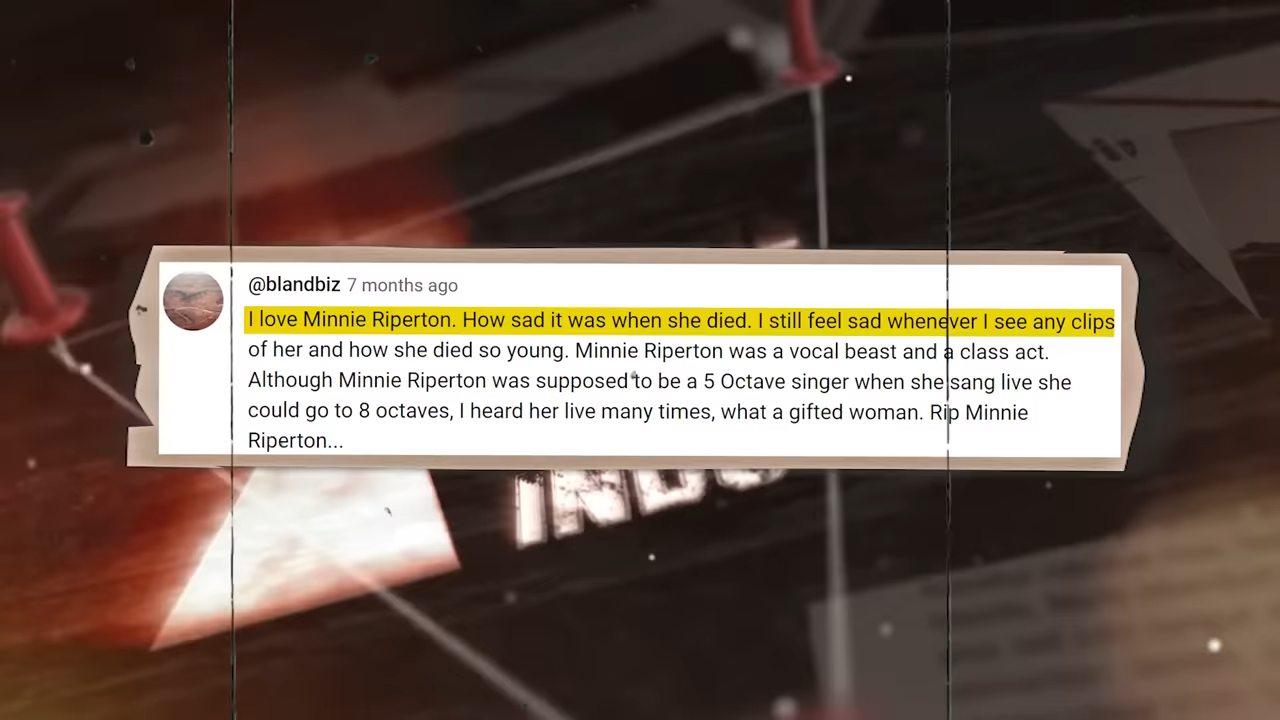 @blandbiz 7 months ago
I love Minnie Riperton. How sad it was when she died. I still feel sad whenever I see any clips
of her and how she died so young. Minnie Riperton was a vocal beast and a class act.
Although Minnie Riperton was supposed to be a 5 Octave singer when she sang live she
could go to 8 octaves, I heard her live many times, what a gifted woman. Rip Minnie
Riperton...